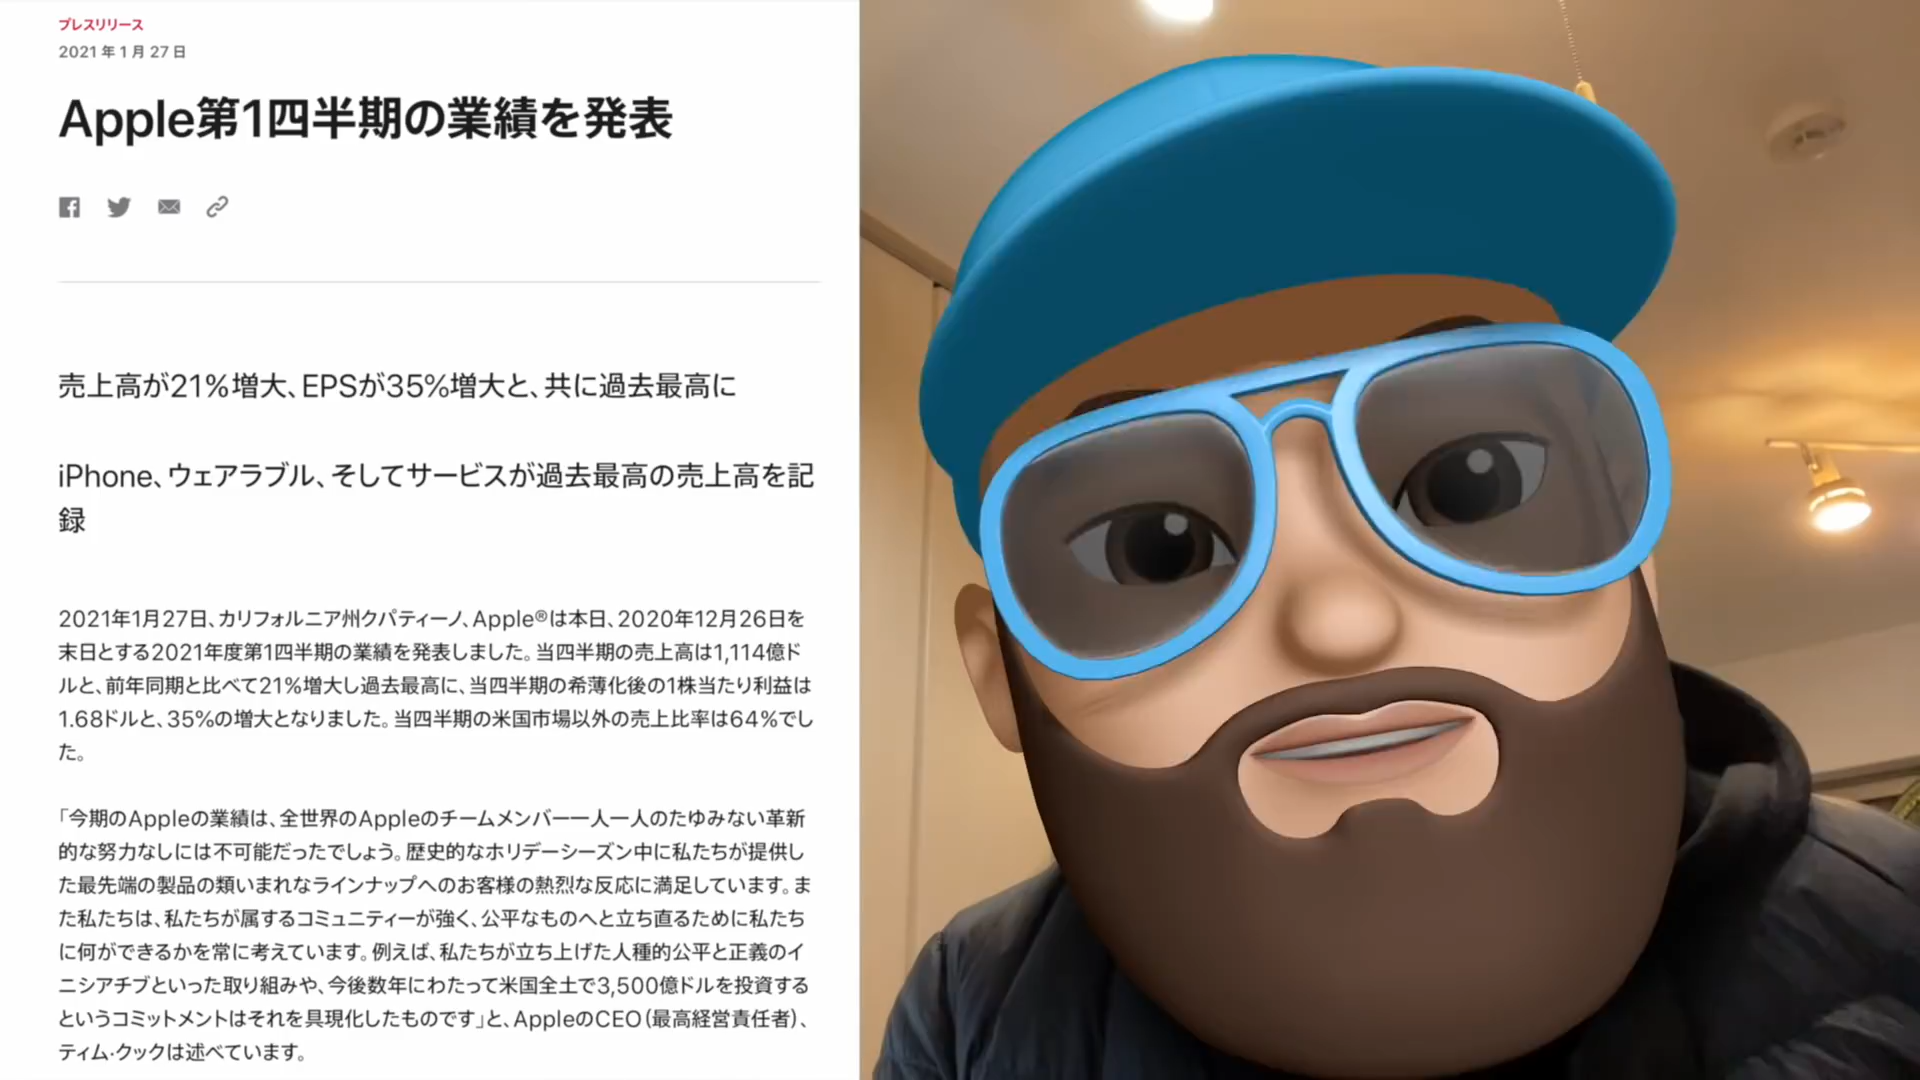 プレスリリース
2021 年 1 月 27 日
Apple第1四半期の業績を発表
売上高が21%増大、EPSが35%増大と、共に過去最高に
iPhone、ウェアラブル、そしてサービスが過去最高の売上高を記
録
2021年1月27日、カリフォルニア州クパティーノ、Apple®は本日、2020年12月26日を
末日とする2021年度第1四半期の業績を発表しました。当四半期の売上高は1,114億ド
ルと、前年同期と比べて21%増大し過去最高に、当四半期の希薄化後の1株当たり利益は
1.68ドルと、35%の増大となりました。当四半期の米国市場以外の売上比率は64%でし
た。
「今期のAppleの業績は、全世界のAppleのチームメンバー一人一人のたゆみない革新
的な努力なしには不可能だったでしょう。歴史的なホリデーシーズン中に私たちが提供し
た最先端の製品の類いまれなラインナップへのお客様の熱烈な反応に満足しています。ま
た私たちは、私たちが属するコミュニティーが強く、公平なものへと立ち直るために私たち
に何ができるかを常に考えています。例えば、私たちが立ち上げた人種的公平と正義のイ
ニシアチブといった取り組みや、今後数年にわたって米国全土で3,500億ドルを投資する
というコミットメントはそれを具現化したものです」と、AppleのCEO（最高経営責任者）、
ティム·クックは述べています。